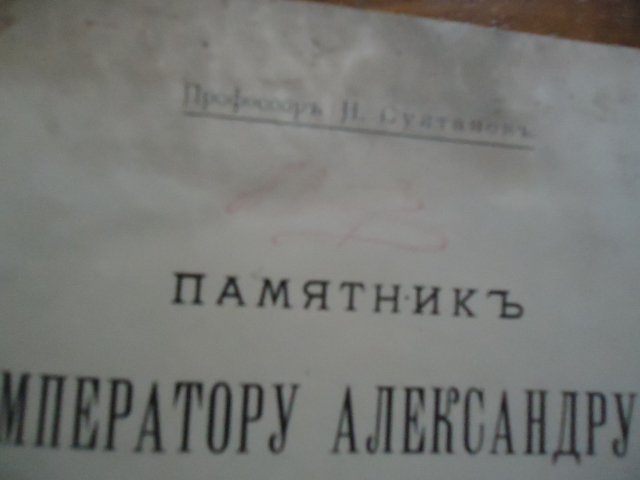 Профессоръ Н. Султановъ
ПАМЯТНИКЪ
МПЕРАТОРУ АЛЕКСАНДРУ